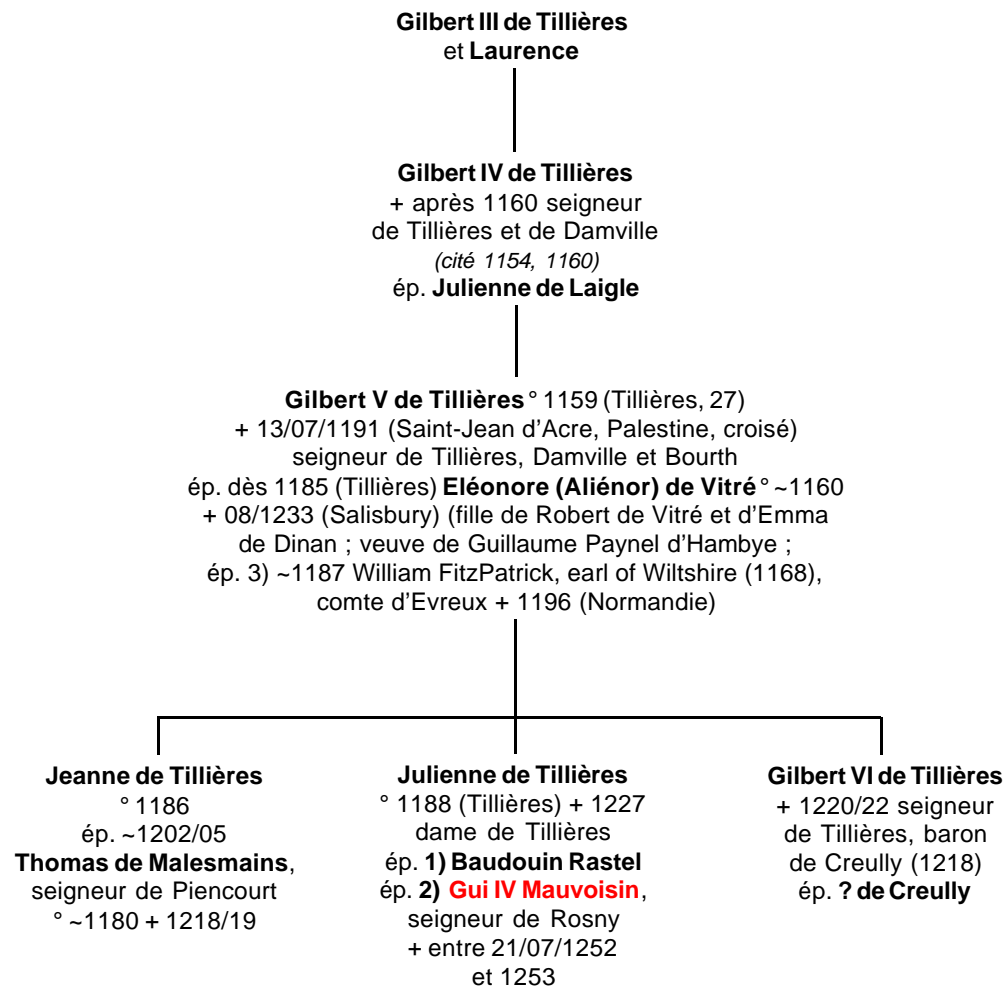 Gilbert III de Tillières
et Laurence
Gilbert IV de Tillières
+ après 1160 seigneur
de Tillières et de Damville
(cité 1154, 1160)
ép. Julienne de Laigle
Gilbert V de Tillières ° 1159 (Tillières, 27)
+ 13/07/1191 (Saint-Jean d'Acre, Palestine, croisé)
seigneur de Tillières, Damville et Bourth
ép. dès 1185 (Tillières) Eléonore (Aliénor) de Vitré ° ~1160
+ 08/1233 (Salisbury) (fille de Robert de Vitré et d'Emma
de Dinan ; veuve de Guillaume Paynel d'Hambye ;
ép. 3) ~1187 William FitzPatrick, earl of Wiltshire (1168),
comte d'Evreux + 1196 (Normandie)
Jeanne de Tillières
° 1186
ép. ~1202/05
Thomas de Malesmains,
seigneur de Piencourt
° ~1180 + 1218/19
Julienne de Tillières
° 1188 (Tillières) + 1227
dame de Tillières
ép. 1) Baudouin Rastel
ép. 2) Gui IV Mauvoisin,
seigneur de Rosny
+ entre 21/07/1252
et 1253
Gilbert VI de Tillières
+ 1220/22 seigneur
de Tillières, baron
de Creully (1218)
ép. ? de Creully